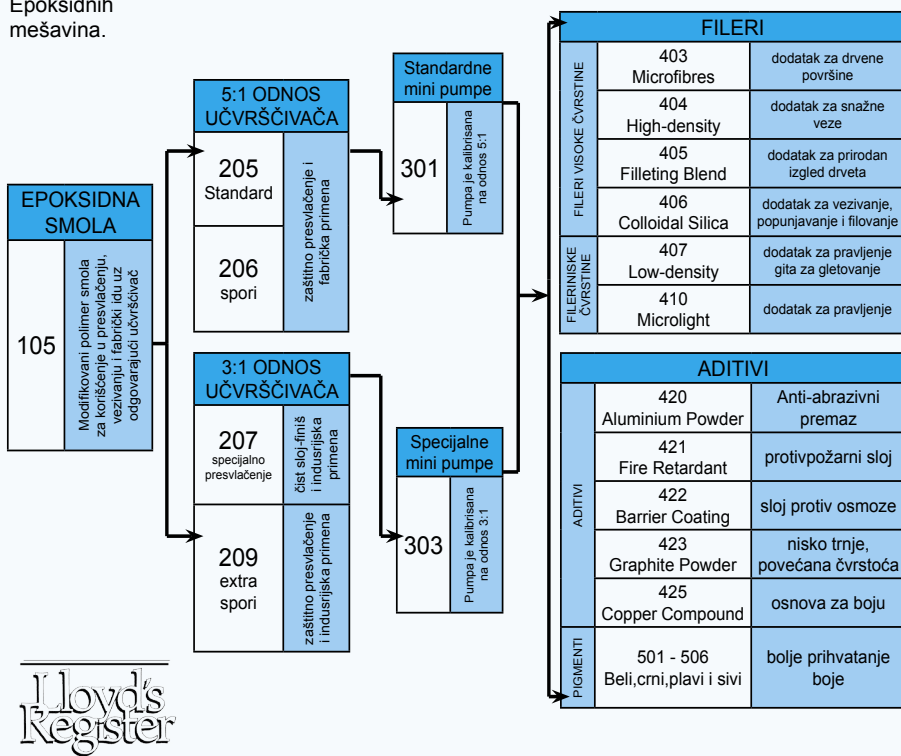 Epoksidnih
mešavina.
EPOKSIDNA
SMOLA
105
Modifikovani polimer smola
za korišćenje u presvlačenju,
vezivanju i fabrički idu uz
odgovarajući učvršćivač
5:1 ODNOS
UČVRŠČIVAČA
205
Standard
206
spori
zaštitno presvlačenje i
fabrička primena
3:1 ODNOS
UČVRŠČIVAČA
207
specijalno
presvlačenje
čist sloj-finiš
i indusrijska
primena
209
extra
spori
zaštitno presvlačenje
i indusrijska primena
Standardne
mini pumpe
301
Pumpa je kalibrisana
na odnos 5:1
Specijalne
mini pumpe
303
Pumpa je kalibrisana
na odnos 3:1
FILERI
FILERI VISOKE ČVRSTINE
403
Microfibres
dodatak za drvene
površine
404
High-density
dodatak za snažne
veze
405
Filleting Blend
dodatak za prirodan
izgled drveta
406
Colloidal Silica
dodatak za vezivanje,
popunjavanje i filovanje
FILERINISKE
ČVRSTINE
407
Low-density
dodatak za pravljenje
gita za gletovanje
410
Microlight
dodatak za pravljenje
ADITIVI
ADITIVI
420
Aluminium Powder
Anti-abrazivni
premaz
421
Fire Retardant
protivpožarni sloj
422
Barrier Coating
sloj protiv osmoze
423
Graphite Powder
nisko trnje,
povećana čvrstoća
425
Copper Compound
osnova za boju
PIGMENTI
501 - 506
Beli,crni,plavi i sivi
bolje prihvatanje
boje
Lloyd's
Register